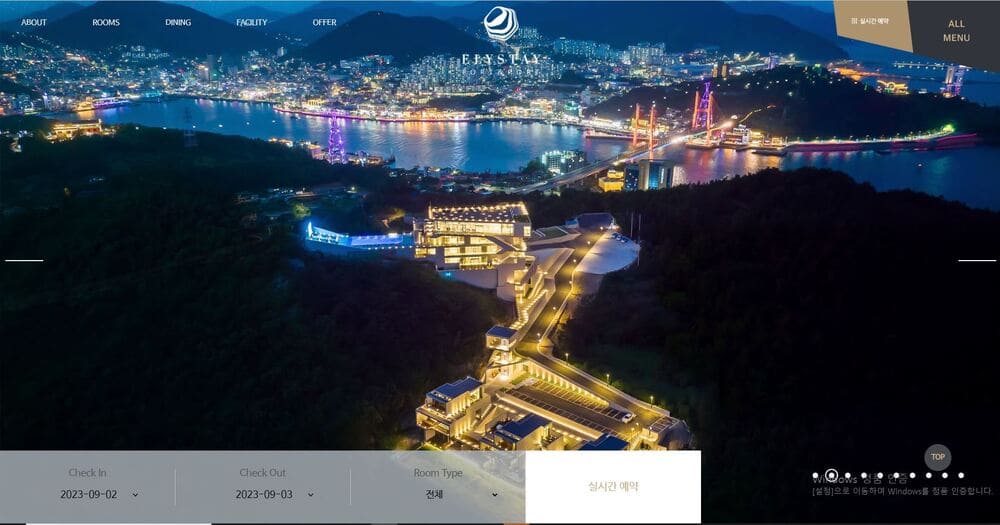 ABOUT
ROOMS
DINING
FACILITY
OFFER
ELYSTAY
실시간 예약
ALL
MENU
Check In
2023-09-02
Check Out
2023-09-03
Room Type
전체
실시간 예약
TOP
Windows 정품 인증
[설정]으로 이동하여 Windows를 정품 인증합니다.